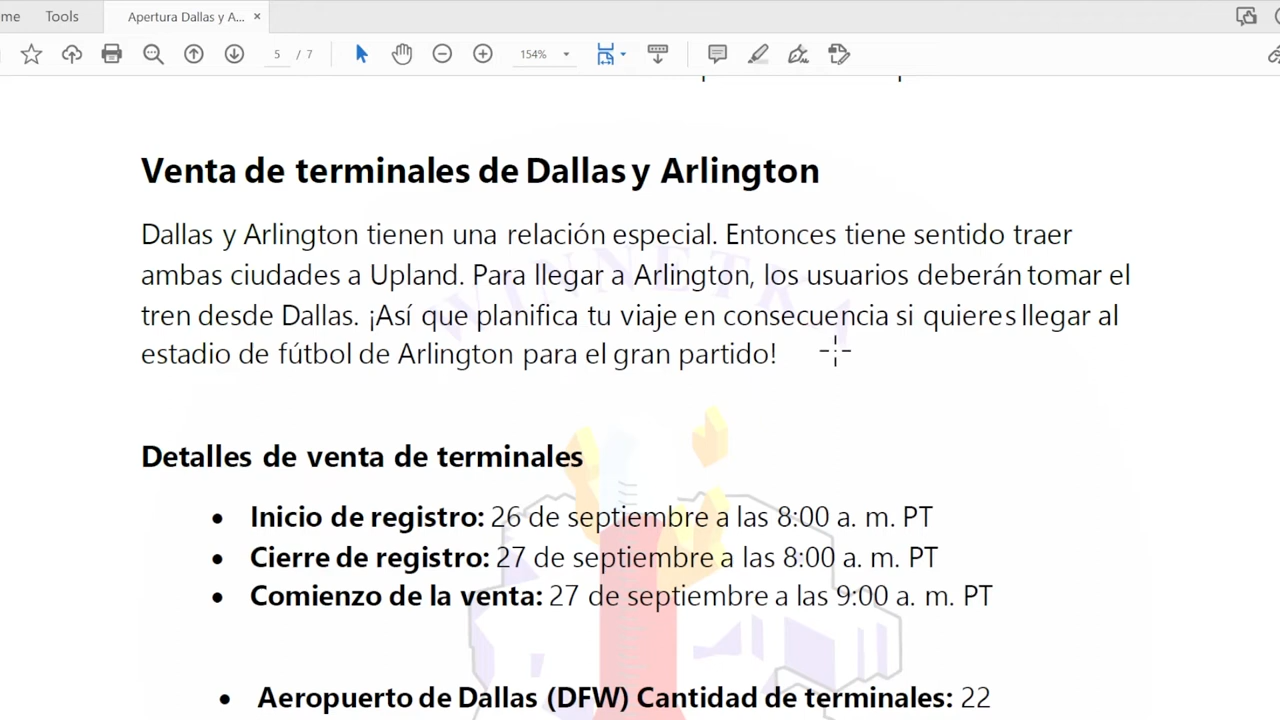 ome Tools Apertura Dallas y A... ×
5 / 7 154%
Venta de terminales de Dallas y Arlington
Dallas y Arlington tienen una relación especial. Entonces tiene sentido traer
ambas ciudades a Upland. Para llegar a Arlington, los usuarios deberán tomar el
tren desde Dallas. ¡Así que planifica tu viaje en consecuencia si quieres llegar al
estadio de fútbol de Arlington para el gran partido!
WINNETKA
Detalles de venta de terminales
• Inicio de registro: 26 de septiembre a las 8:00 a. m. PT
• Cierre de registro: 27 de septiembre a las 8:00 a. m. PT
• Comienzo de la venta: 27 de septiembre a las 9:00 a. m. PT
• Aeropuerto de Dallas (DFW) Cantidad de terminales: 22